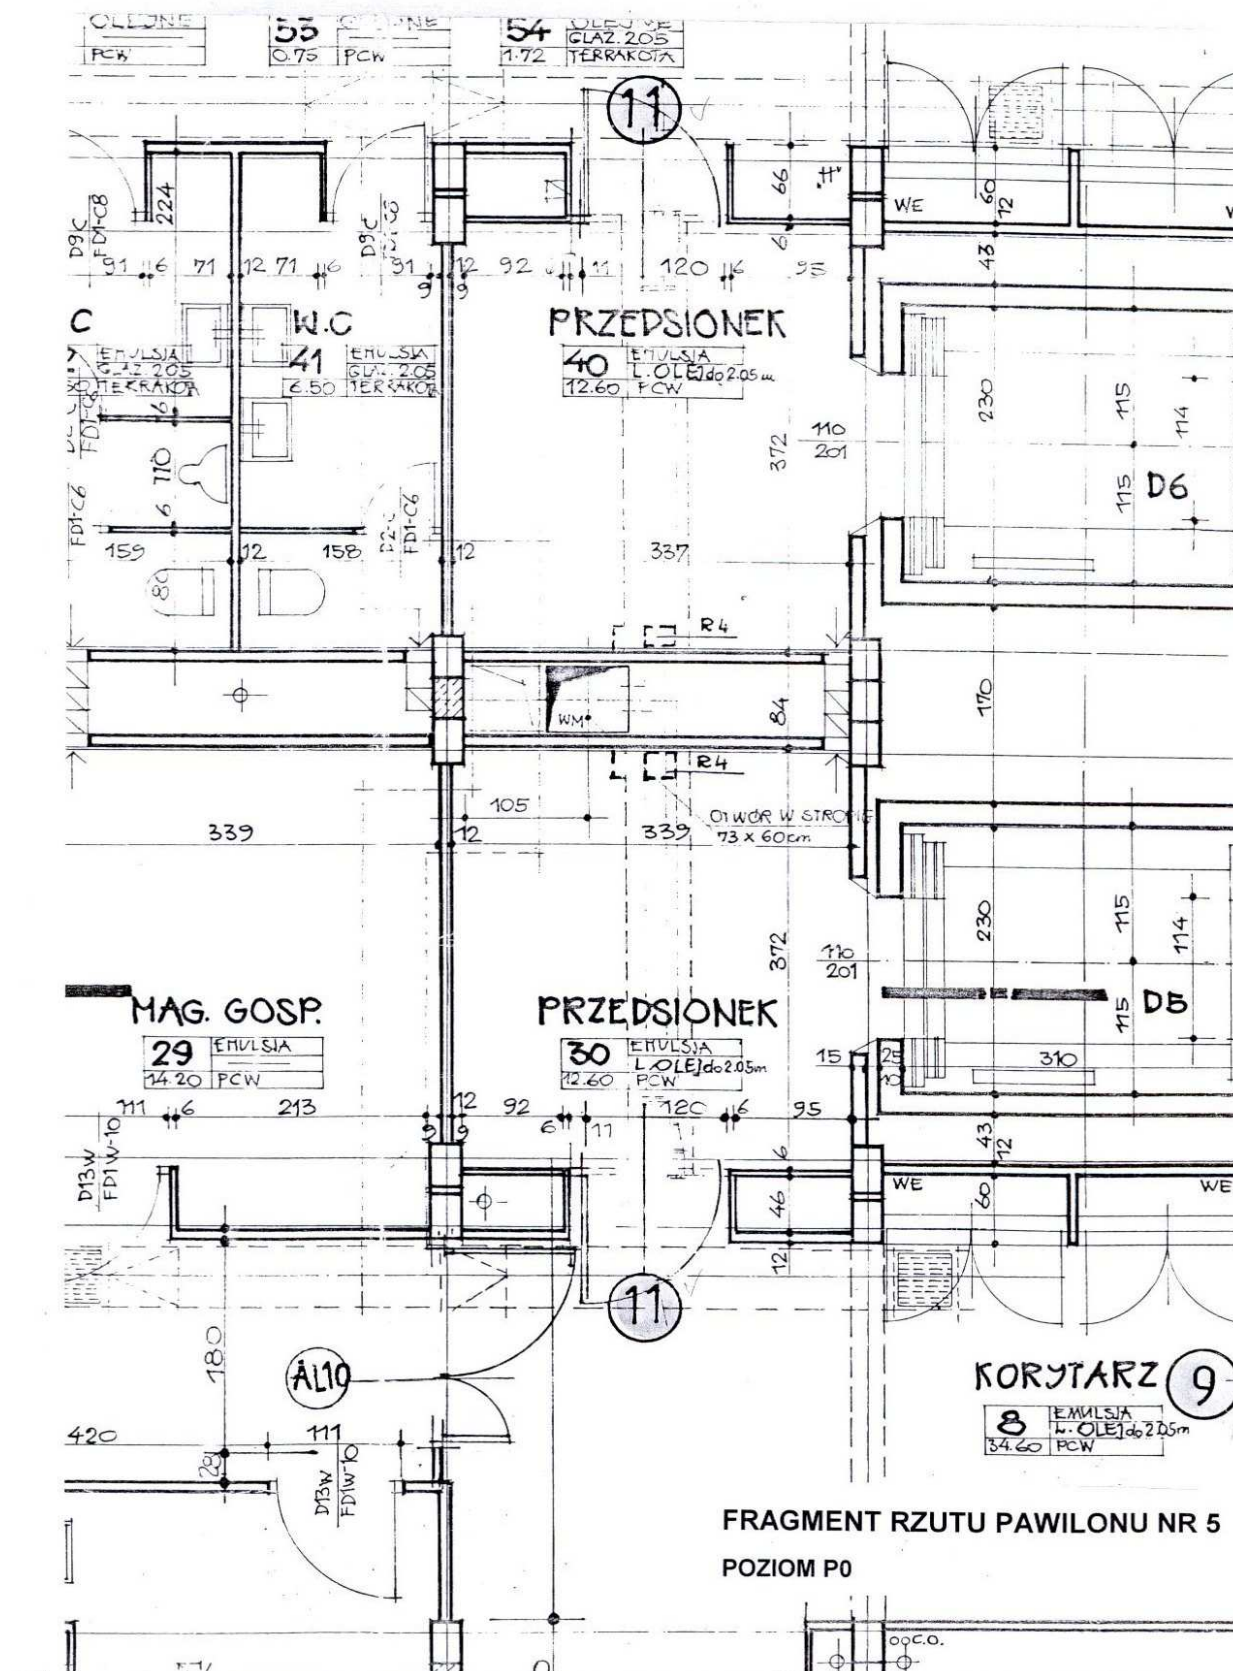 53
0.75 PCW
PCW
54
GLAZ. 205
1.72 TERRAKOTA
11
224
66
"H"
WE
60
12
D9C
FD1-C8
D9C
91 6 71 12 71 6 91 12 92 11 120 6 95
9 9
6
43
C
W.C
PRZEDSIONEK
EMULSJA
GLAZ. 205
TERRAKOTA
41 EMULSJA
6.50 TERRAKOTA
40 EMULSJA
L. OLEJ do 2.05 m
12.60 PCW
6
230
115
114
110
201
372
110
FD1-C6
D6
115
6
FD1-C6
159 12 158 12 337
80
R4
WM
84
170
R4
105
OTWÓR W STROPIE
73 x 60 cm
339 12 339
230
115
114
372
110
201
D5
115
MAG. GOSP.
PRZEDSIONEK
29 EMULSJA
14.20 PCW
30 EMULSJA
L. OLEJ do 2.05m
12.60 PCW
15 25
10
310
111 6 213 12 92 120 6 95
9 9 6 11
43
12
D13W
FD1W-10
6
46
12
WE
60
WE
11
180
AL10
KORYTARZ 9
8 EMULSJA
L. OLEJ do 2.05m
34.60 PCW
420 111
28
D13W
FD1W-10
FRAGMENT RZUTU PAWILONU NR 5
POZIOM P0
C.O.